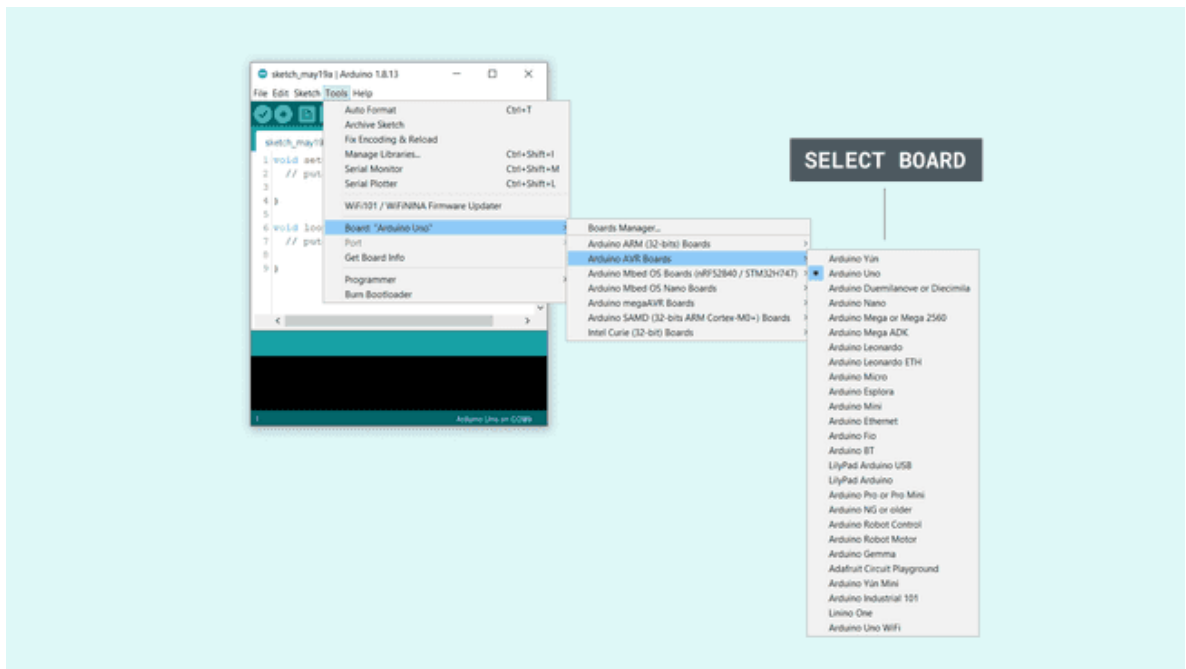 sketch_may19a | Arduino 1.8.13
File Edit Sketch Tools Help
Auto Format Ctrl+T
Archive Sketch
Fix Encoding & Reload
Manage Libraries... Ctrl+Shift+I
Serial Monitor Ctrl+Shift+M
Serial Plotter Ctrl+Shift+L
WiFi101 / WiFiNINA Firmware Updater
Board: "Arduino Uno"
Port
Get Board Info
Programmer
Burn Bootloader
sketch_may19
1 void set
2 // put
3
4 }
5
6 void loo
7 // put
8
9 }
1
Arduino Uno on
SELECT BOARD
Boards Manager...
Arduino ARM (32-bits) Boards
Arduino AVR Boards
Arduino Mbed OS Boards (nRF52840 / STM32H747)
Arduino Mbed OS Nano Boards
Arduino megaAVR Boards
Arduino SAMD (32-bits ARM Cortex-M0+) Boards
Intel Curie (32-bit) Boards
Arduino Yún
Arduino Uno
Arduino Duemilanove or Diecimila
Arduino Nano
Arduino Mega or Mega 2560
Arduino Mega ADK
Arduino Leonardo
Arduino Leonardo ETH
Arduino Micro
Arduino Esplora
Arduino Mini
Arduino Ethernet
Arduino Fio
Arduino BT
LilyPad Arduino USB
LilyPad Arduino
Arduino Pro or Pro Mini
Arduino NG or older
Arduino Robot Control
Arduino Robot Motor
Arduino Gemma
Adafruit Circuit Playground
Arduino Yún Mini
Arduino Industrial 101
Linino One
Arduino Uno WiFi